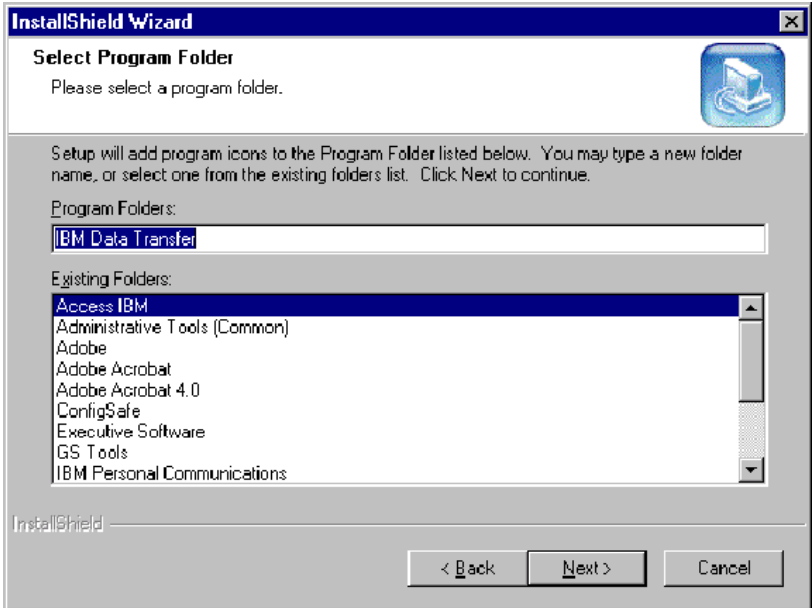 InstallShield Wizard
Select Program Folder
Please select a program folder.
Setup will add program icons to the Program Folder listed below. You may type a new folder
name, or select one from the existing folders list. Click Next to continue.
Program Folders:
IBM Data Transfer
Existing Folders:
Access IBM
Administrative Tools (Common)
Adobe
Adobe Acrobat
Adobe Acrobat 4.0
ConfigSafe
Executive Software
GS Tools
IBM Personal Communications
InstallShield
< Back Next > Cancel